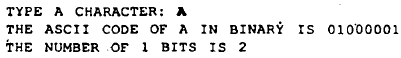 TYPE A CHARACTER: A
THE ASCII CODE OF A IN BINARY IS 01000001
THE NUMBER OF 1 BITS IS 2